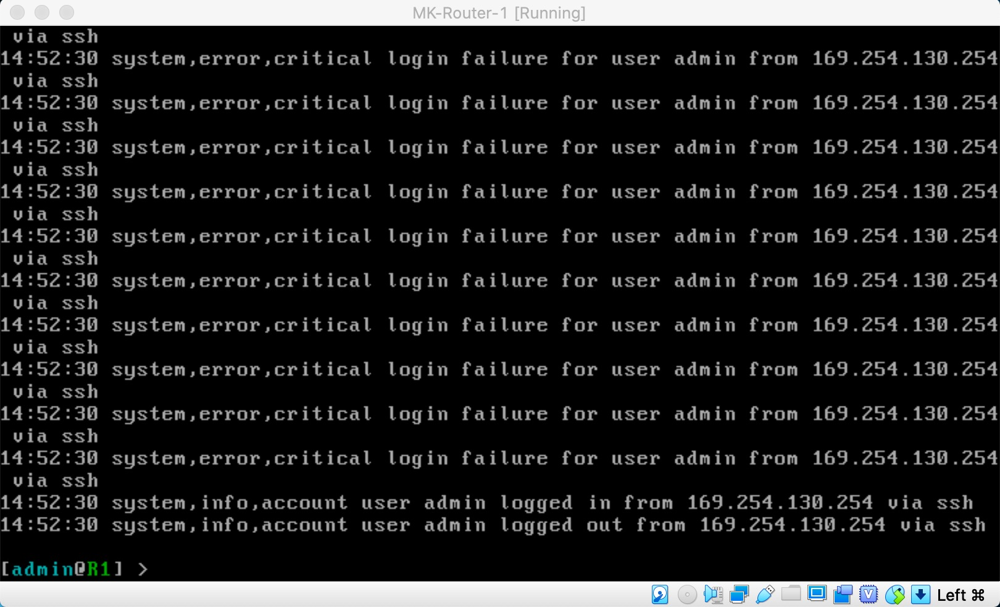 MK-Router-1 [Running]
via ssh
14:52:30 system,error,critical login failure for user admin from 169.254.130.254
via ssh
14:52:30 system,error,critical login failure for user admin from 169.254.130.254
via ssh
14:52:30 system,error,critical login failure for user admin from 169.254.130.254
via ssh
14:52:30 system,error,critical login failure for user admin from 169.254.130.254
via ssh
14:52:30 system,error,critical login failure for user admin from 169.254.130.254
via ssh
14:52:30 system,error,critical login failure for user admin from 169.254.130.254
via ssh
14:52:30 system,error,critical login failure for user admin from 169.254.130.254
via ssh
14:52:30 system,error,critical login failure for user admin from 169.254.130.254
via ssh
14:52:30 system,error,critical login failure for user admin from 169.254.130.254
via ssh
14:52:30 system,error,critical login failure for user admin from 169.254.130.254
via ssh
14:52:30 system,info,account user admin logged in from 169.254.130.254 via ssh
14:52:30 system,info,account user admin logged out from 169.254.130.254 via ssh
[admin@R1] >
V
Left ⌘